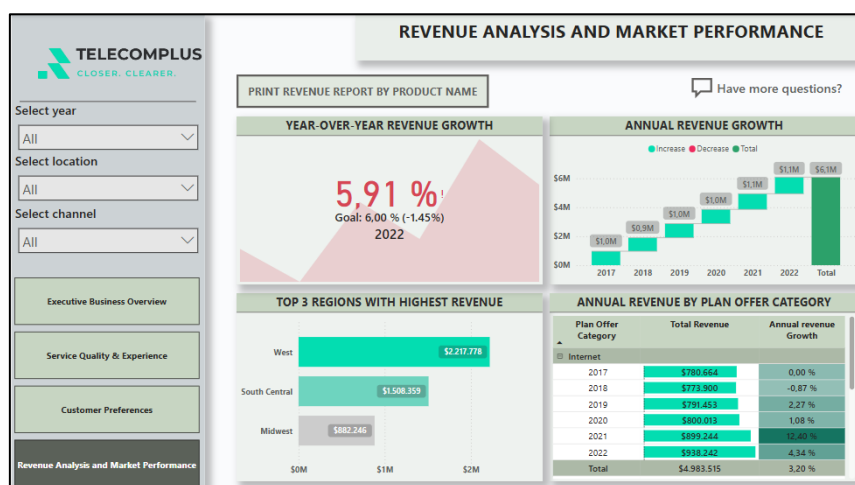 REVENUE ANALYSIS AND MARKET PERFORMANCE
TELECOMPLUS
CLOSER. CLEARER.
Select year
All
Select location
All
Select channel
All
Executive Business Overview
Service Quality & Experience
Customer Preferences
Revenue Analysis and Market Performance
PRINT REVENUE REPORT BY PRODUCT NAME
Have more questions?
YEAR-OVER-YEAR REVENUE GROWTH
5,91 %!
Goal: 6,00 % (-1.45%)
2022
ANNUAL REVENUE GROWTH
Increase Decrease Total
$6M
$4M
$2M
$0M
$1,0M $0,9M $1,0M $1,0M $1,1M $1,1M $6,1M
2017 2018 2019 2020 2021 2022 Total
TOP 3 REGIONS WITH HIGHEST REVENUE
West $2.217.778
South Central $1.508.359
Midwest $882.246
$0M $1M $2M
ANNUAL REVENUE BY PLAN OFFER CATEGORY
Plan Offer Category Total Revenue Annual revenue Growth
Internet
2017 $780.664 0,00 %
2018 $773.900 -0,87 %
2019 $791.453 2,27 %
2020 $800.013 1,08 %
2021 $899.244 12,40 %
2022 $938.242 4,34 %
Total $4.983.515 3,20 %